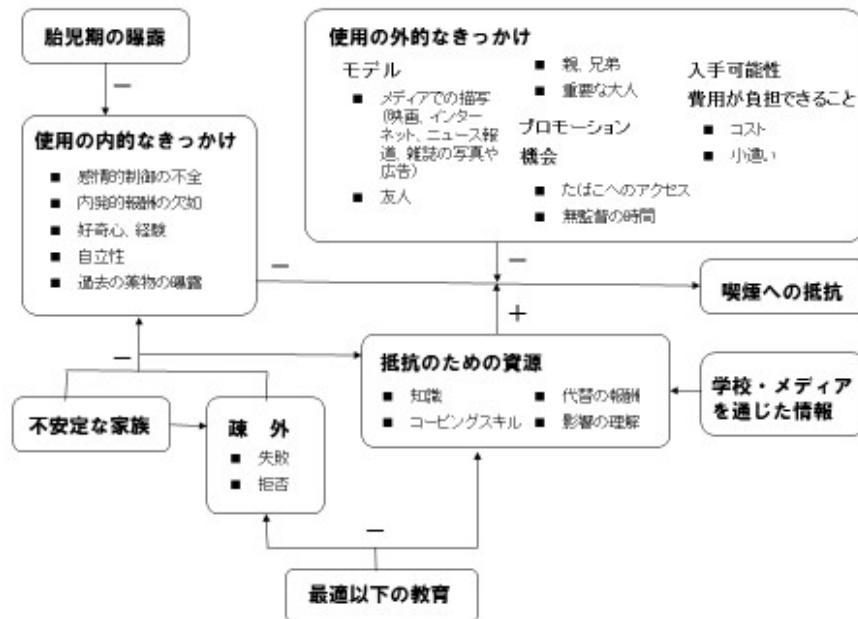 胎児期の曝露
－
使用の内的なきっかけ
■ 感情的制御の不全
■ 内発的報酬の欠如
■ 好奇心、経験
■ 自立性
■ 過去の薬物の曝露
使用の外的なきっかけ
モデル
■ メディアでの描写
(映画、インター
ネット、ニュース報
道、雑誌の写真や
広告)
■ 友人
■ 親、兄弟
■ 重要な大人
プロモーション
機会
■ たばこへのアクセス
■ 無監督の時間
入手可能性
費用が負担できること
■ コスト
■ 小遣い
－
－
＋
喫煙への抵抗
－
抵抗のための資源
■ 知識
■ コーピングスキル
■ 代替の報酬
■ 影響の理解
学校・メディア
を通じた情報
不安定な家族
疎　外
■ 失敗
■ 拒否
－
最適以下の教育